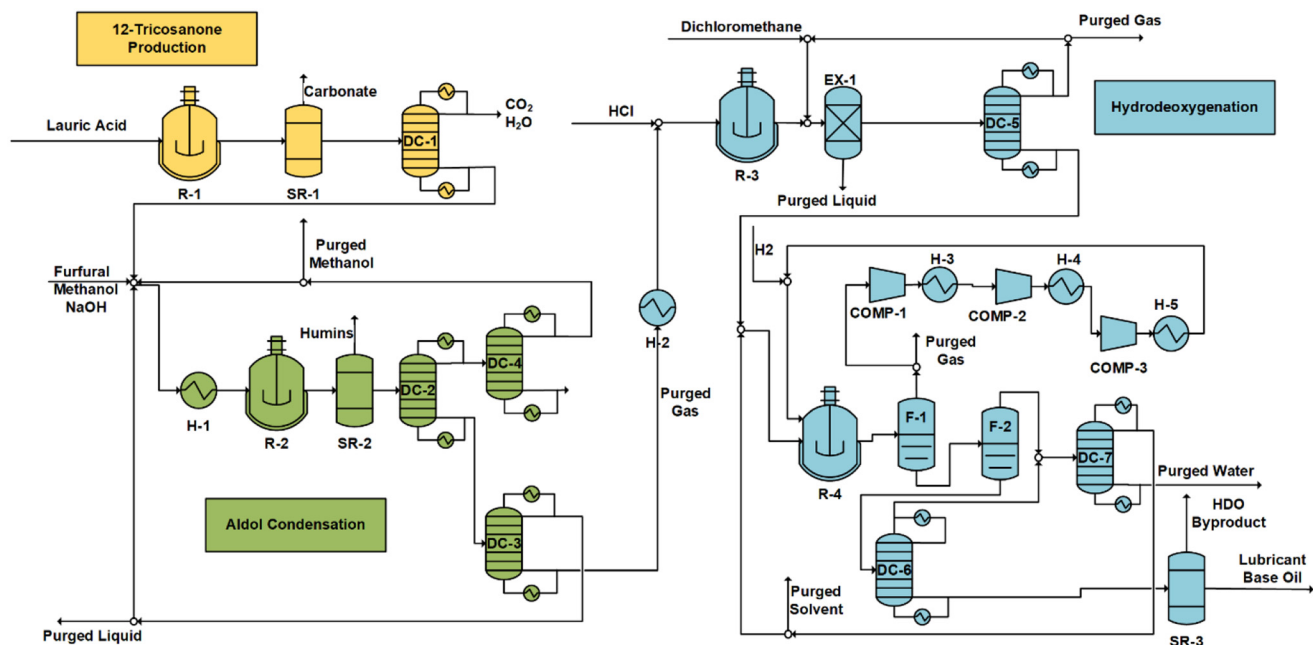 12-Tricosanone
Production
Carbonate
CO2
H2O
Lauric Acid
DC-1
R-1
SR-1
Dichloromethane
Purged Gas
EX-1
HCl
DC-5
Hydrodeoxygenation
R-3
Purged Liquid
Purged
Methanol
Furfural
Methanol
NaOH
Humins
DC-4
DC-2
H-1
R-2
SR-2
Aldol Condensation
DC-3
Purged Liquid
H-2
Purged
Gas
H2
H-3
H-4
H-5
COMP-1
COMP-2
COMP-3
Purged
Gas
F-1
F-2
R-4
DC-7
Purged Water
HDO
Byproduct
DC-6
Lubricant
Base Oil
Purged
Solvent
SR-3